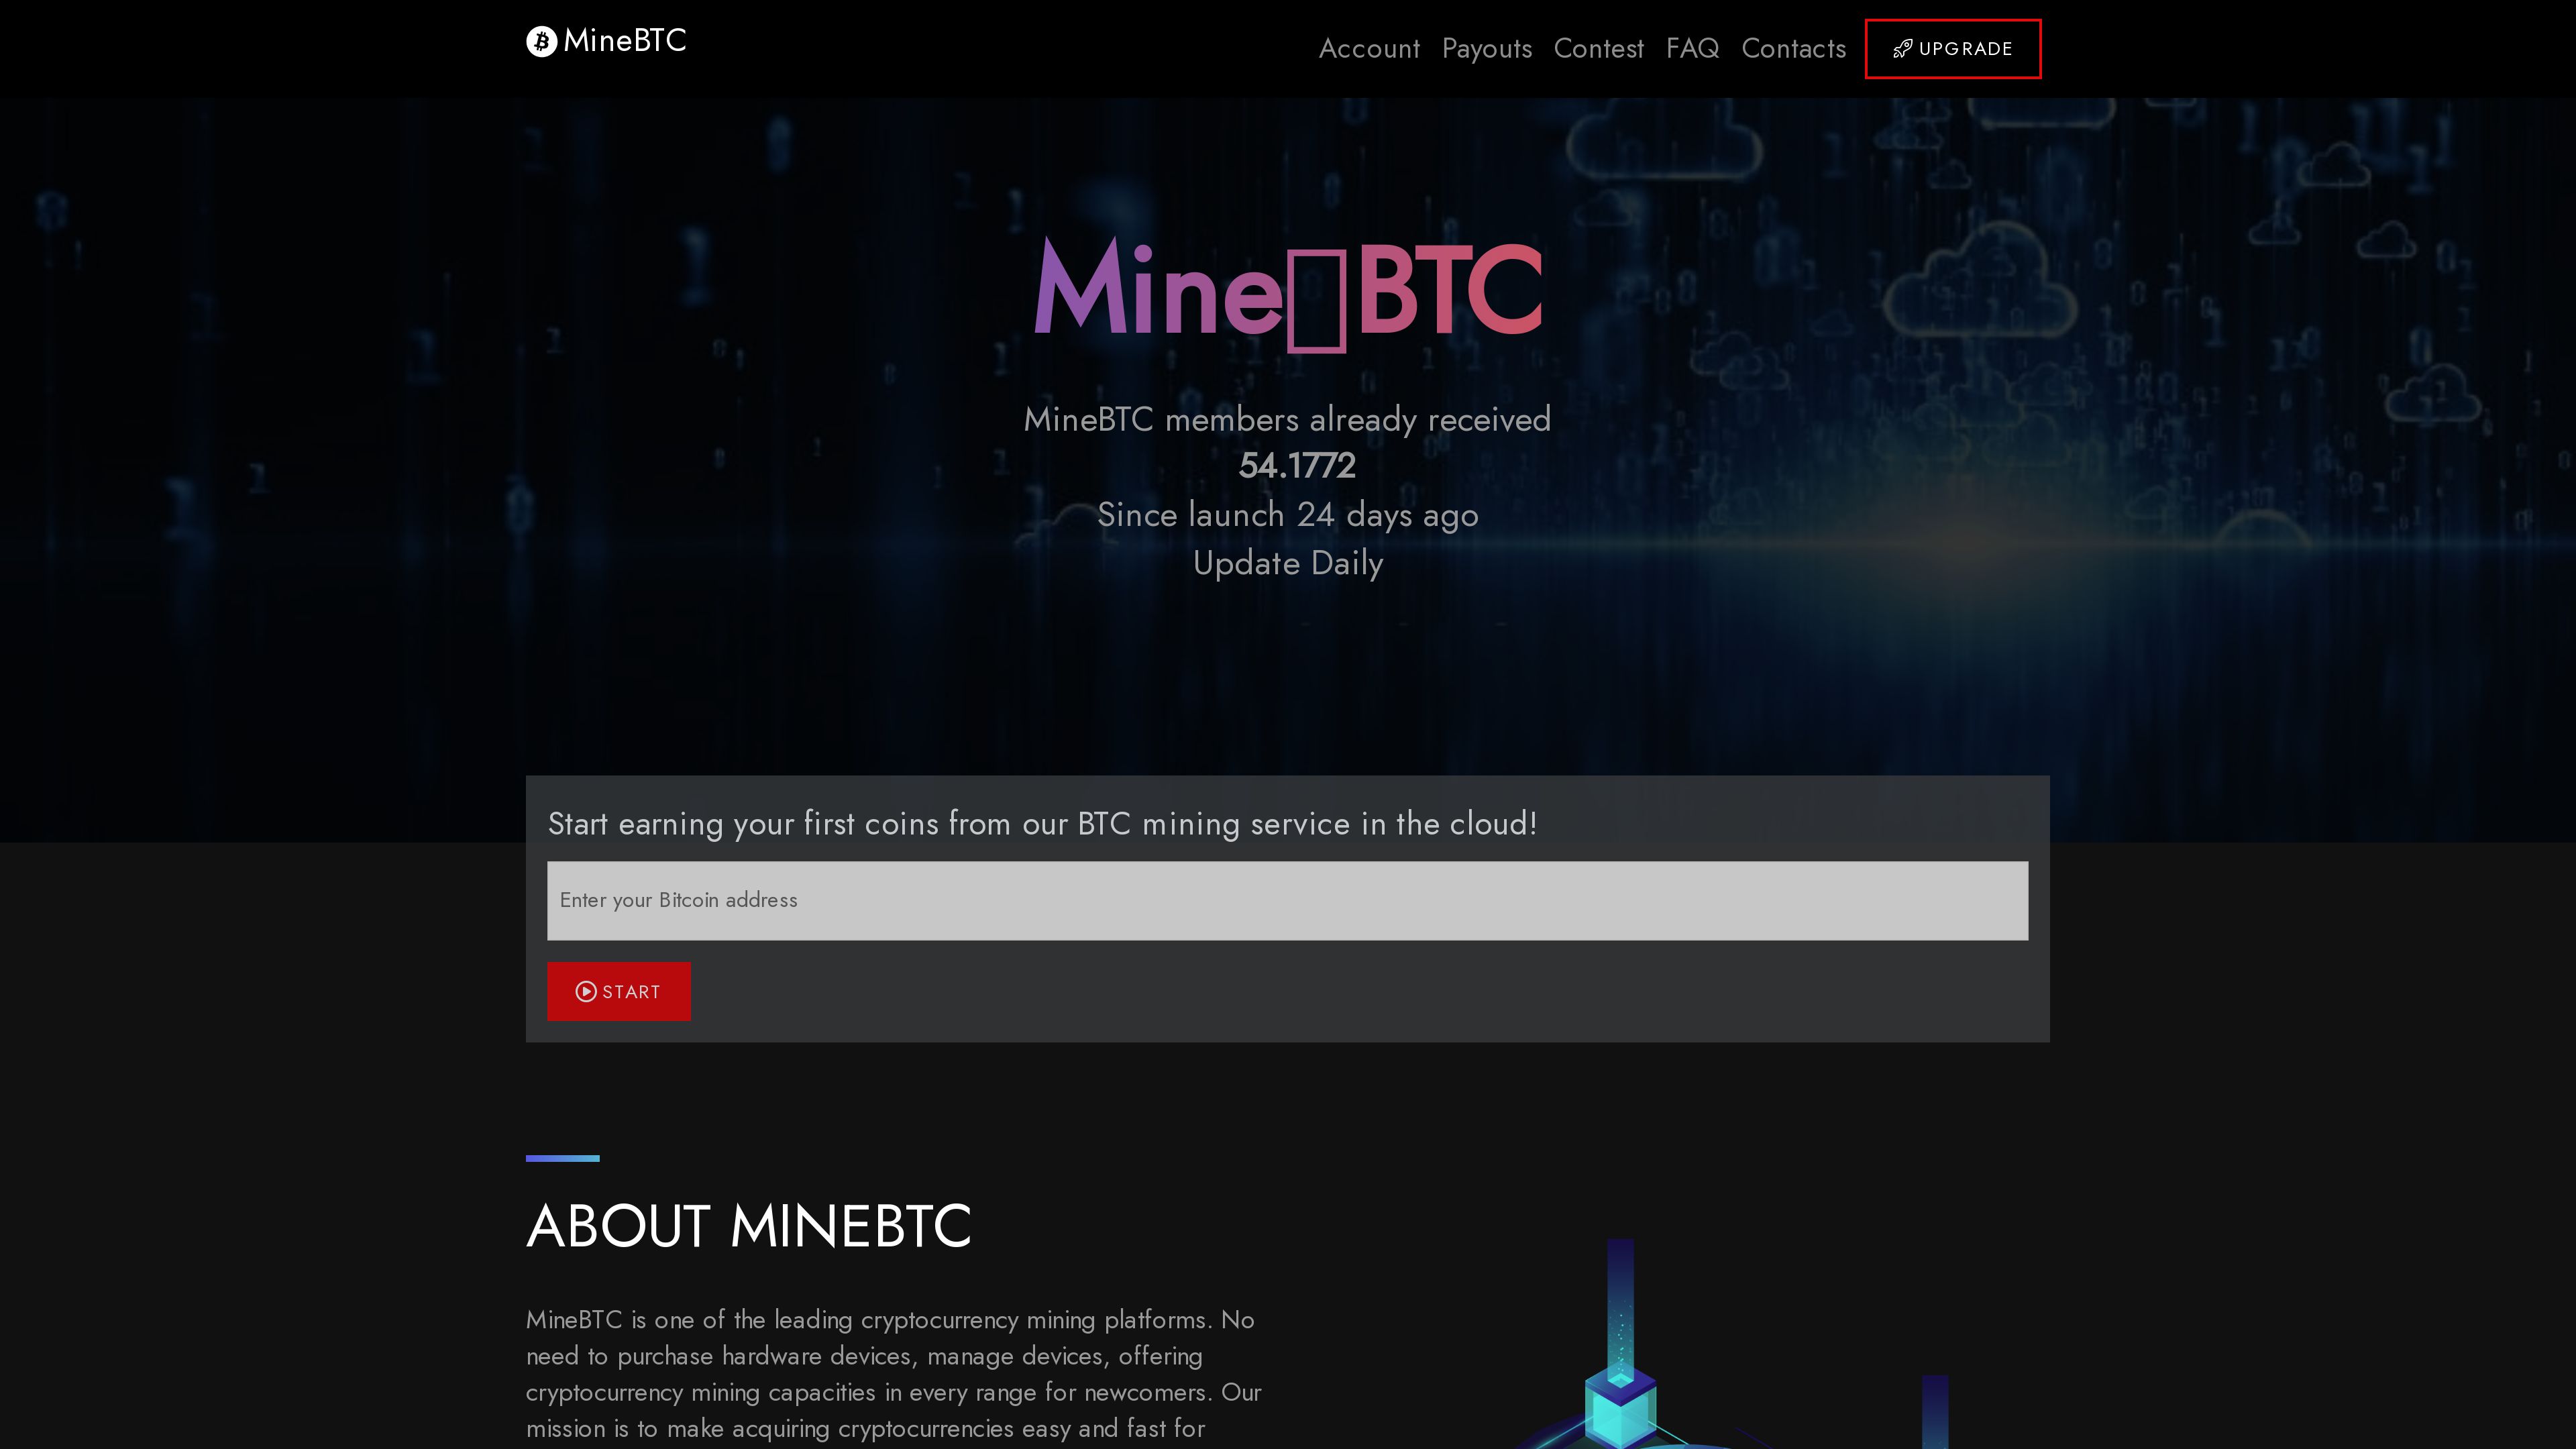 MineBTC
Account Payouts Contest FAQ Contacts UPGRADE
Mine BTC
MineBTC members already received
54.1772
Since launch 24 days ago
Update Daily
Start earning your first coins from our BTC mining service in the cloud!
Enter your Bitcoin address
START
ABOUT MINEBTC
MineBTC is one of the leading cryptocurrency mining platforms. No
need to purchase hardware devices, manage devices, offering
cryptocurrency mining capacities in every range for newcomers. Our
mission is to make acquiring cryptocurrencies easy and fast for